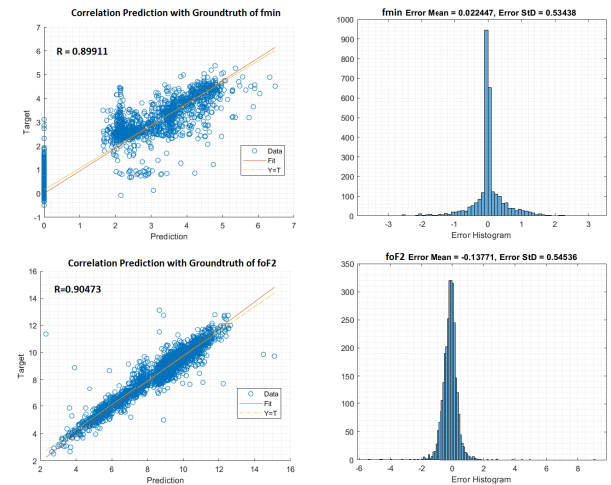 Correlation Prediction with Groundtruth of fmin
7
6
5
4
3
2
1
0
-1
R = 0.89911
Target
Data
Fit
Y=T
0 1 2 3 4 5 6 7
Prediction
fmin Error Mean = 0.022447, Error StD = 0.53438
1000
900
800
700
600
500
400
300
200
100
0
-3 -2 -1 0 1 2 3
Error Histogram
Correlation Prediction with Groundtruth of foF2
16
14
12
10
8
6
4
2
R=0.90473
Target
Data
Fit
Y=T
2 4 6 8 10 12 14 16
Prediction
foF2 Error Mean = -0.13771, Error StD = 0.54536
350
300
250
200
150
100
50
0
-6 -4 -2 0 2 4 6 8
Error Histogram